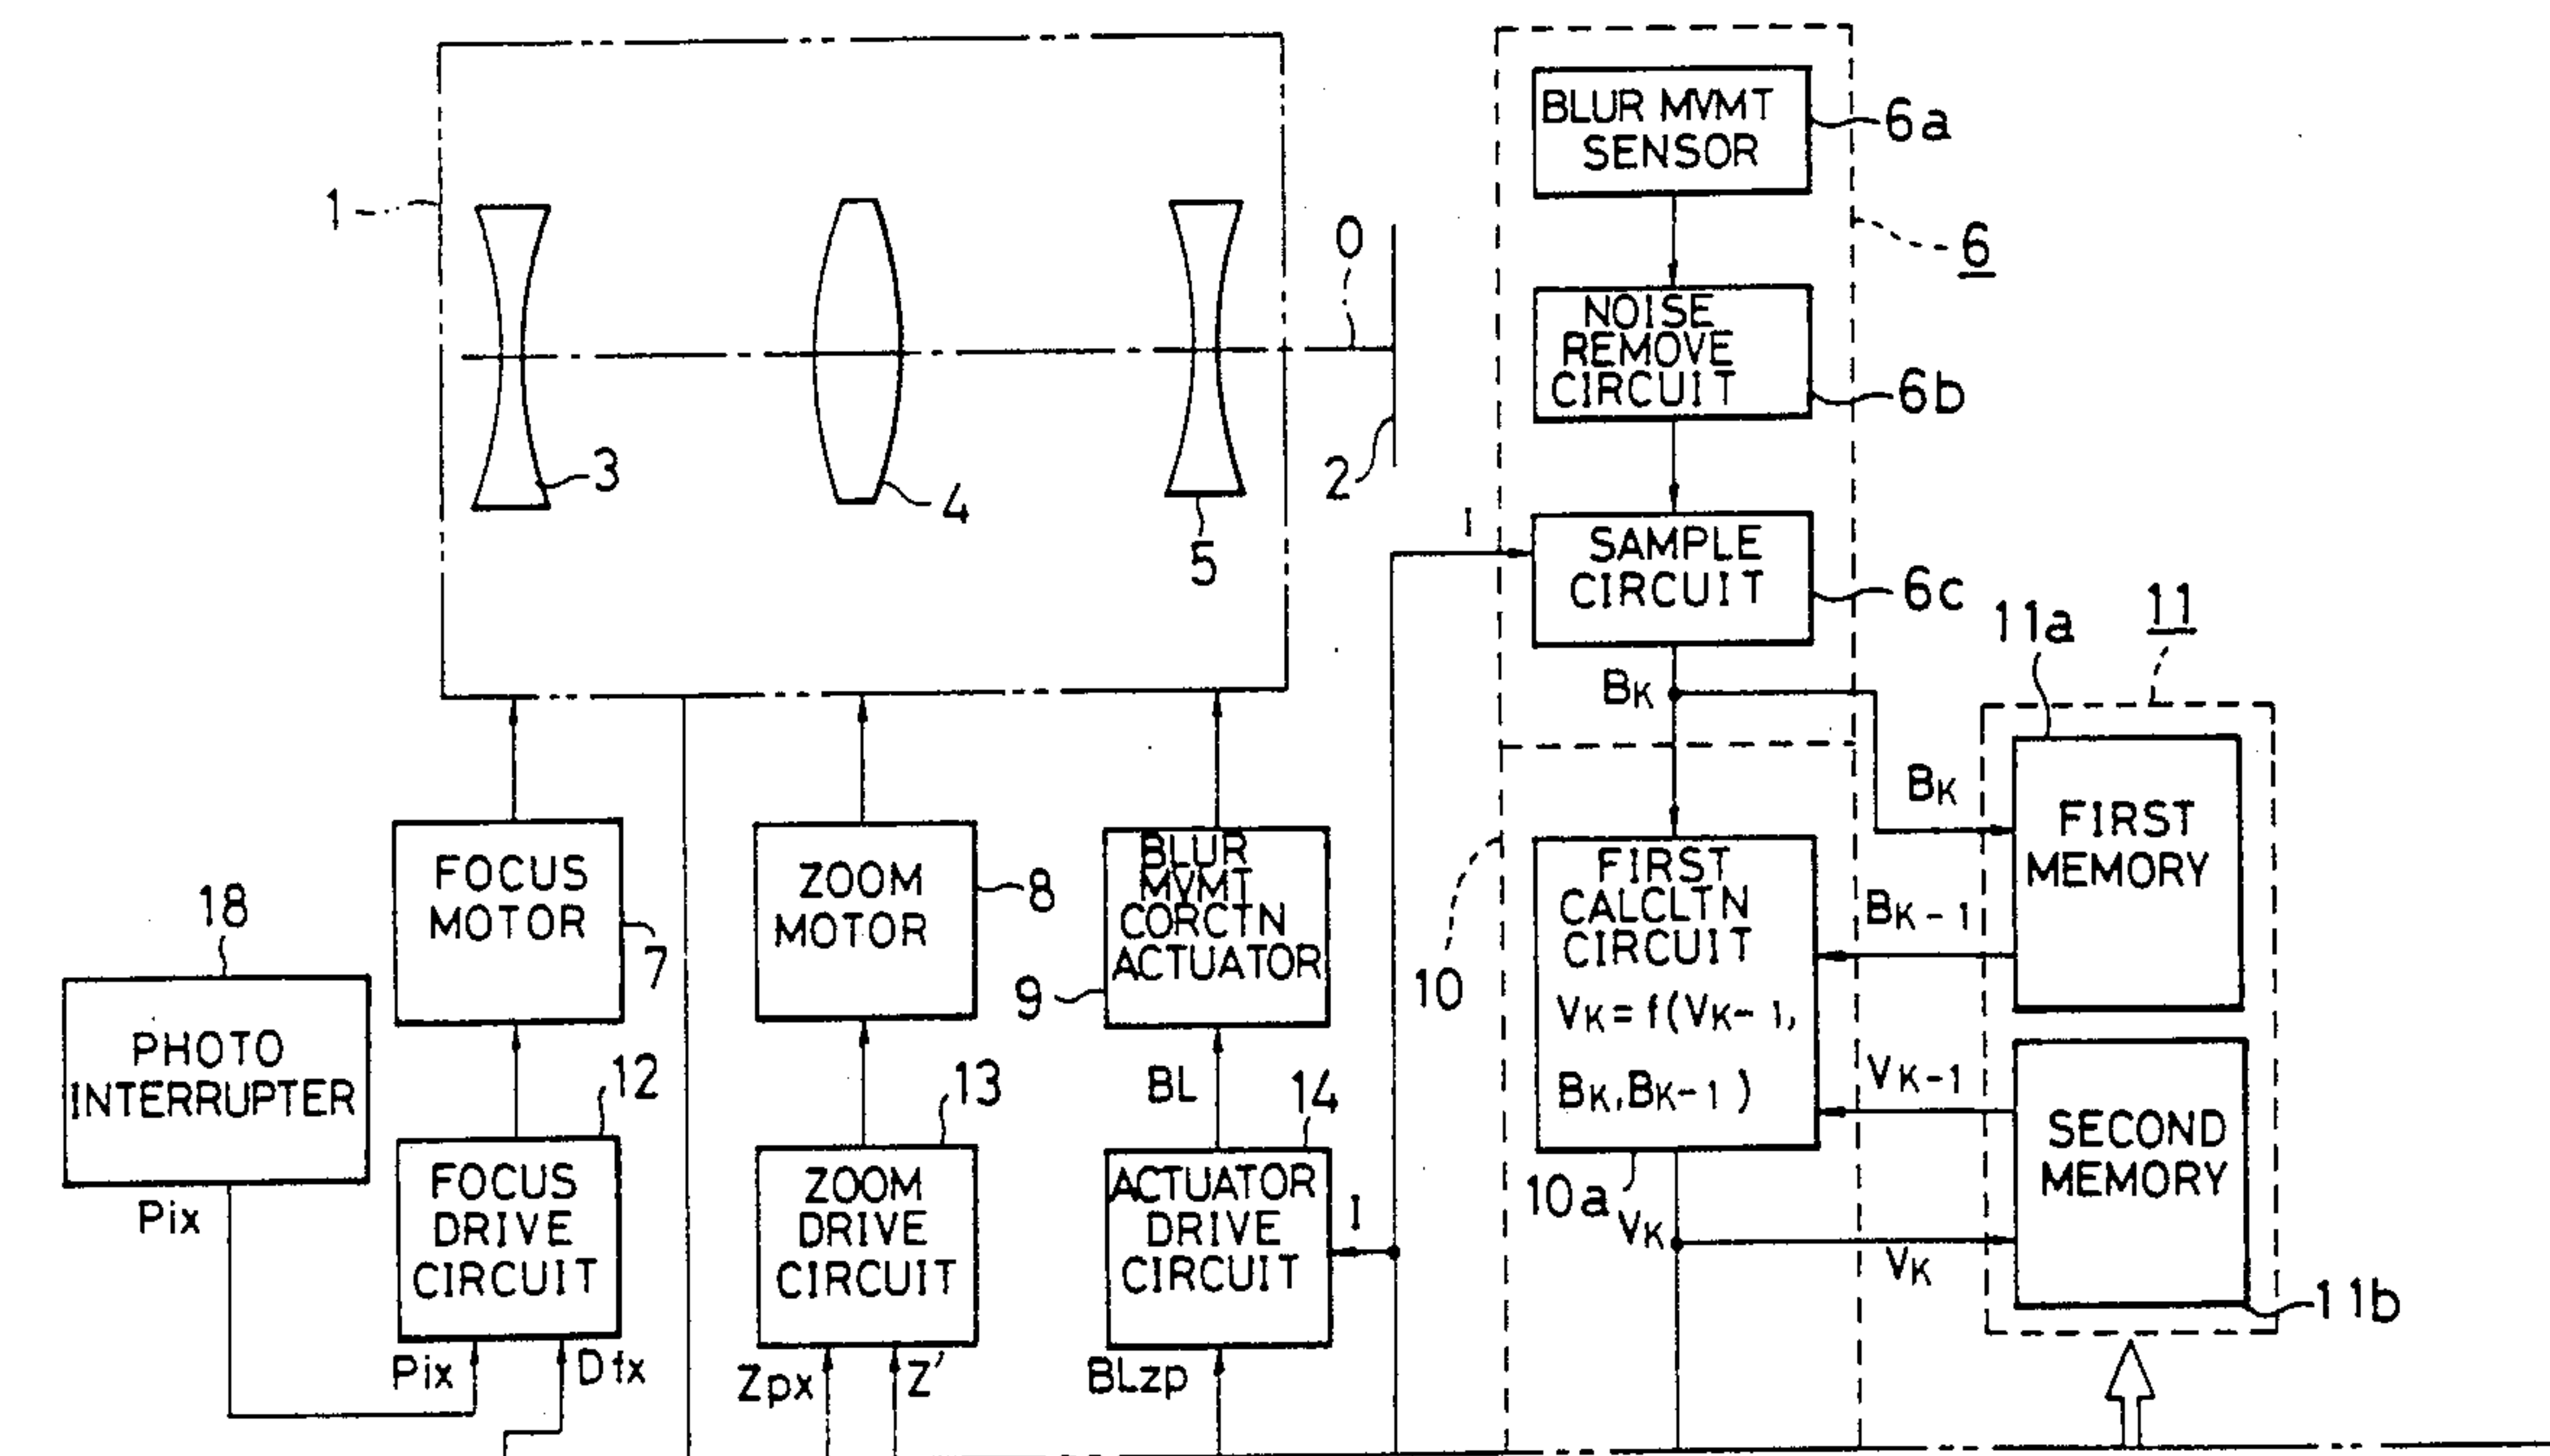 1
3
4
5
O
2
BLUR MVMT
SENSOR
6a
6
NOISE
REMOVE
CIRCUIT
6b
I
SAMPLE
CIRCUIT
6c
BK
11a
11
BK
FIRST
MEMORY
10
FIRST
CALCLTN
CIRCUIT
VK=f(VK-1,
BK,BK-1)
BK-1
VK-1
SECOND
MEMORY
10a
VK
VK
11b
18
PHOTO
INTERRUPTER
Pix
FOCUS
MOTOR
7
12
FOCUS
DRIVE
CIRCUIT
Pix
Dfx
ZOOM
MOTOR
8
13
ZOOM
DRIVE
CIRCUIT
Zpx
Z'
BLUR
MVMT
CORCTN
ACTUATOR
9
BL
14
ACTUATOR
DRIVE
CIRCUIT
I
BLzp